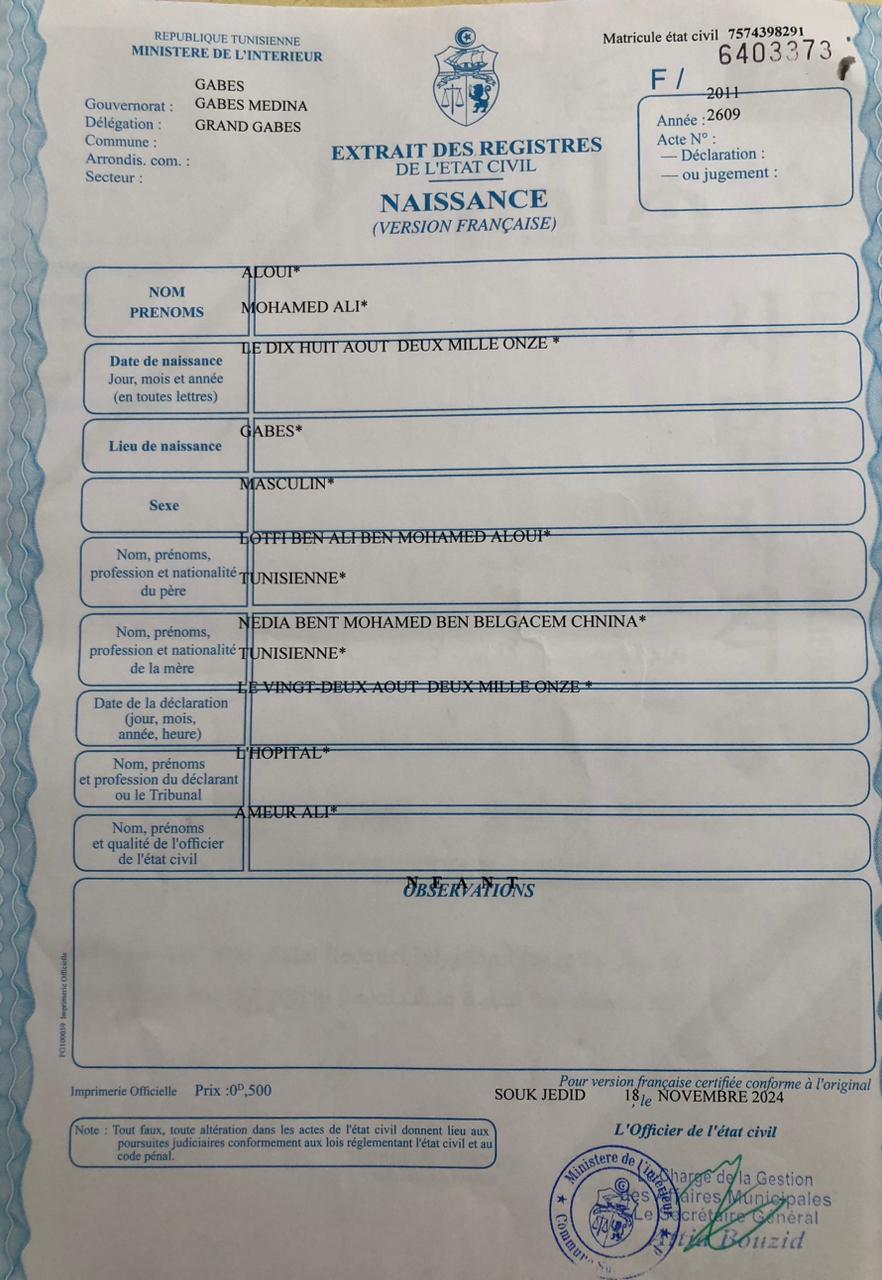 REPUBLIQUE TUNISIENNE
MINISTERE DE L'INTERIEUR
Matricule état civil 7574398291
6403373
F /
GABES
Gouvernorat : GABES MEDINA
Délégation : GRAND GABES
Commune :
Arrondis. com. :
Secteur :
2011
Année : 2609
Acte N° :
— Déclaration :
— ou jugement :
EXTRAIT DES REGISTRES
DE L'ETAT CIVIL
NAISSANCE
(VERSION FRANÇAISE)
ALOUI*
NOM
PRENOMS
MOHAMED ALI*
LE DIX HUIT AOUT DEUX MILLE ONZE *
Date de naissance
Jour, mois et année
(en toutes lettres)
GABES*
Lieu de naissance
MASCULIN*
Sexe
LOTFI BEN ALI BEN MOHAMED ALOUI*
Nom, prénoms,
profession et nationalité
du père
TUNISIENNE*
NEDIA BENT MOHAMED BEN BELGACEM CHNINA*
Nom, prénoms,
profession et nationalité
de la mère
TUNISIENNE*
LE VINGT-DEUX AOUT DEUX MILLE ONZE *
Date de la déclaration
(jour, mois,
année, heure)
L'HOPITAL*
Nom, prénoms
et profession du déclarant
ou le Tribunal
AMEUR ALI*
Nom, prénoms
et qualité de l'officier
de l'état civil
N E A N T
OBSERVATIONS
PG100039 Imprimerie Officielle
Imprimerie Officielle Prix :0ᴰ,500
Pour version française certifiée conforme à l'original
SOUK JEDID 18 le NOVEMBRE 2024
Note : Tout faux, toute altération dans les actes de l'état civil donnent lieu aux
poursuites judiciaires conformement aux lois réglementant l'état civil et au
code pénal.
L'Officier de l'état civil
Ministere de l'interieur
Commune
Chargé de la Gestion
des Affaires Municipales
Le Secrétaire Général
Bouzid